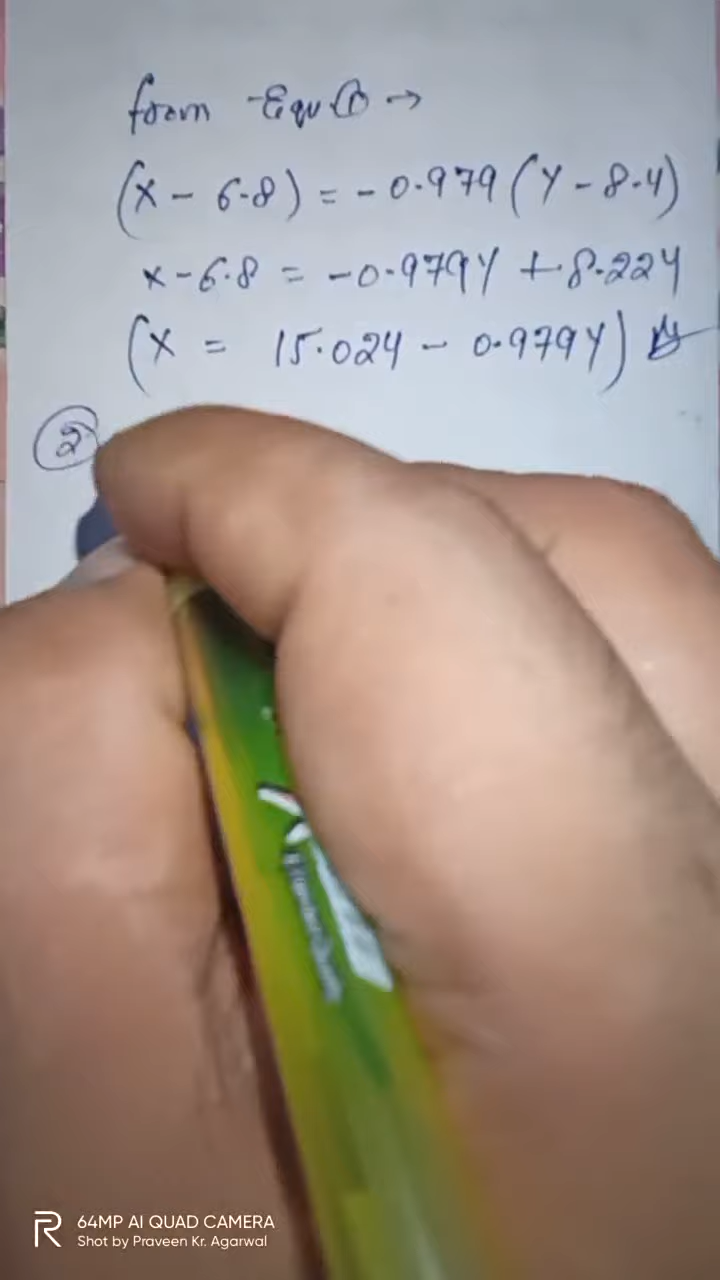 from Equ ① →
(x - 6.8) = -0.979 (y - 8.4)
x - 6.8 = -0.979y + 8.224
(x = 15.024 - 0.979y)
②
64MP AI QUAD CAMERA
Shot by Praveen Kr. Agarwal